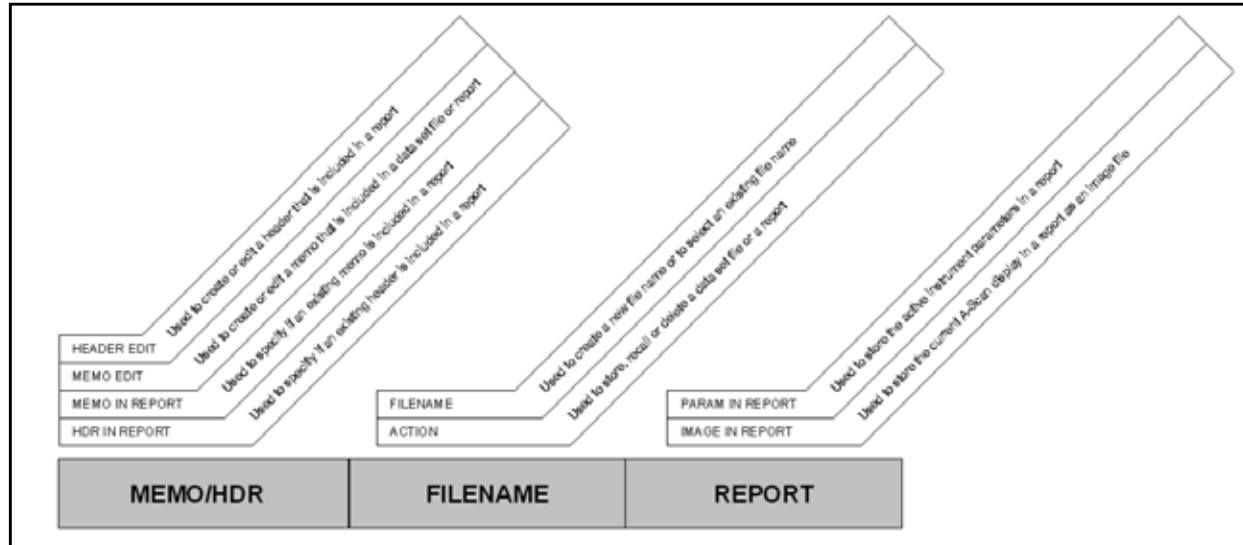 HEADER EDIT
Used to create or edit a header that is included in a report
MEMO EDIT
Used to create or edit a memo that is included in a data set file or report
MEMO IN REPORT
Used to specify if an existing memo is included in a report
HDR IN REPORT
Used to specify if an existing header is included in a report
FILENAME
Used to create a new file name or to select an existing file name
ACTION
Used to store, recall or delete a data set file or a report
PARAM IN REPORT
Used to store the active instrument parameters in a report
IMAGE IN REPORT
Used to store the current A-Scan display in a report as an image file
MEMO/HDR
FILENAME
REPORT